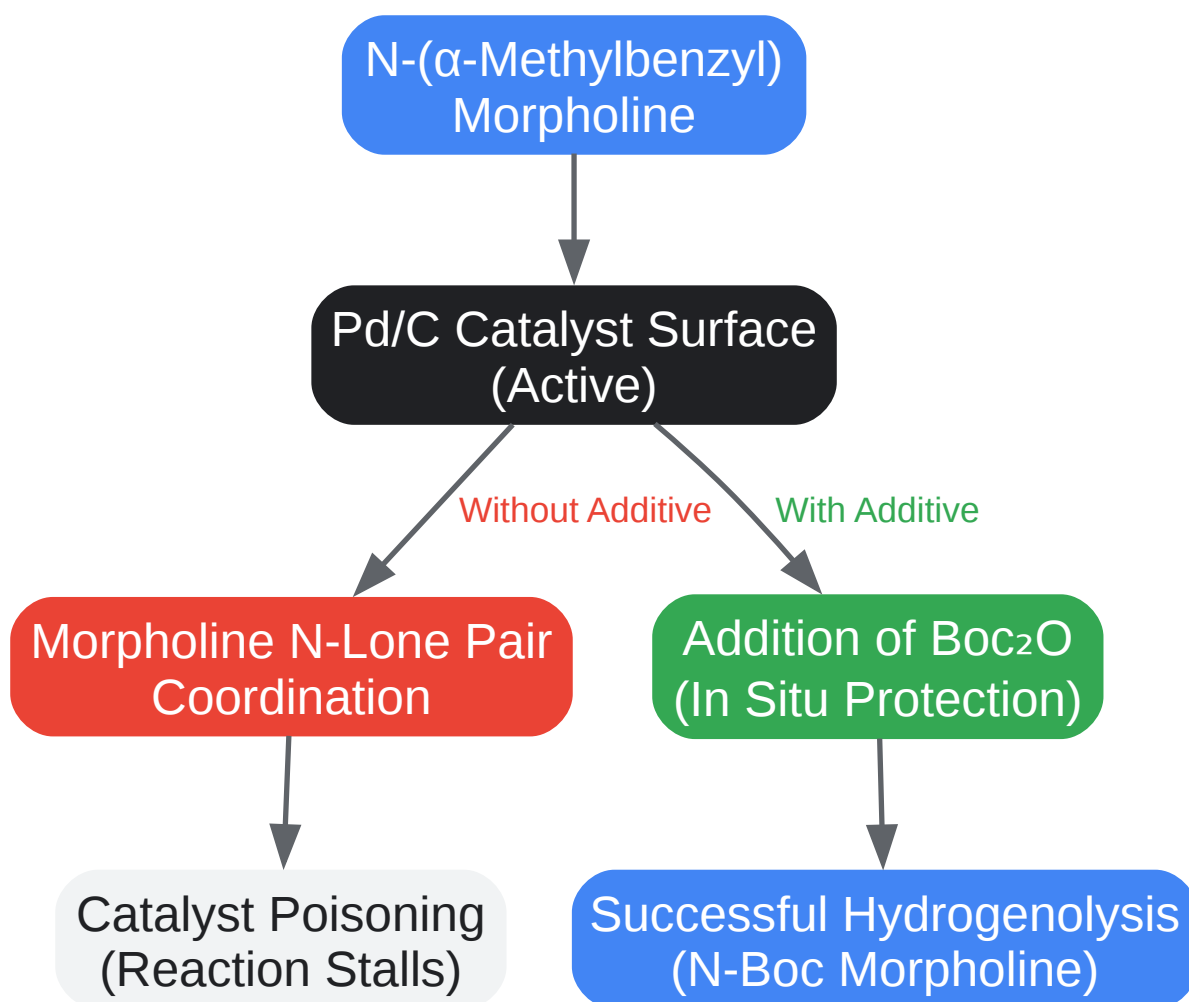 N-(α-Methylbenzyl)
Morpholine
Pd/C Catalyst Surface
(Active)
Without Additive
With Additive
Morpholine N-Lone Pair
Coordination
Addition of Boc₂O
(In Situ Protection)
Catalyst Poisoning
(Reaction Stalls)
Successful Hydrogenolysis
(N-Boc Morpholine)